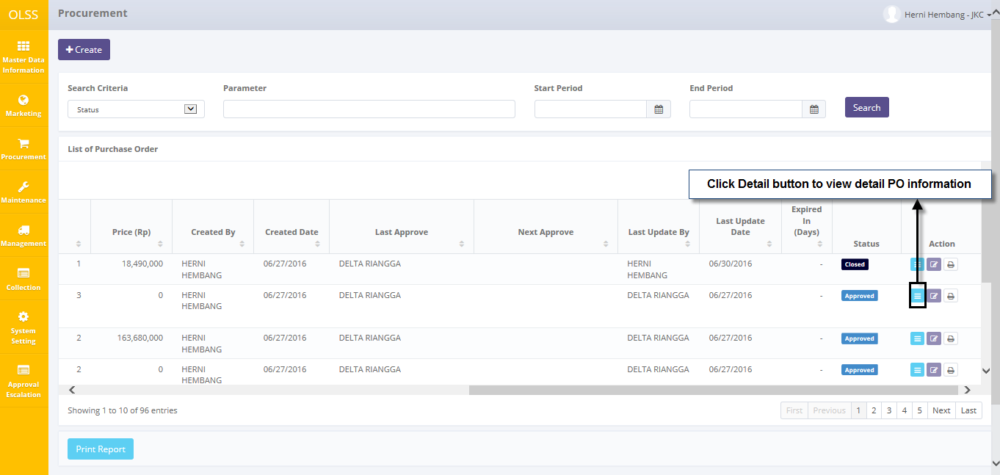 OLSS
Procurement
Herni Hembang - JKC
Master Data
Information
Marketing
Procurement
Maintenance
Management
Collection
System
Setting
Approval
Escalation
Create
Search Criteria
Parameter
Start Period
End Period
Status
Search
List of Purchase Order
Click Detail button to view detail PO information
Price (Rp)
Created By
Created Date
Last Approve
Next Approve
Last Update By
Last Update
Date
Expired
In
(Days)
Status
Action
1 18,490,000 HERNI 06/27/2016 DELTA RIANGGA HERNI 06/30/2016 - Closed
HEMBANG HEMBANG
3 0 HERNI 06/27/2016 DELTA RIANGGA DELTA RIANGGA 06/27/2016 - Approved
HEMBANG
2 163,680,000 HERNI 06/27/2016 DELTA RIANGGA DELTA RIANGGA 06/27/2016 - Approved
HEMBANG
2 0 HERNI 06/27/2016 DELTA RIANGGA DELTA RIANGGA 06/27/2016 - Approved
HEMBANG
Showing 1 to 10 of 96 entries
First Previous 1 2 3 4 5 Next Last
Print Report